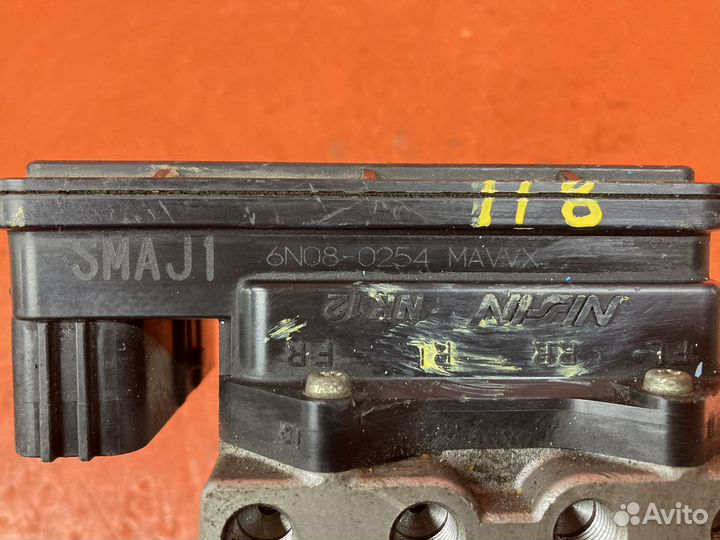 118
SMAJ1 6N08-0254 MAVVX
NISSIN NK12
FL RR RL FR
Avito